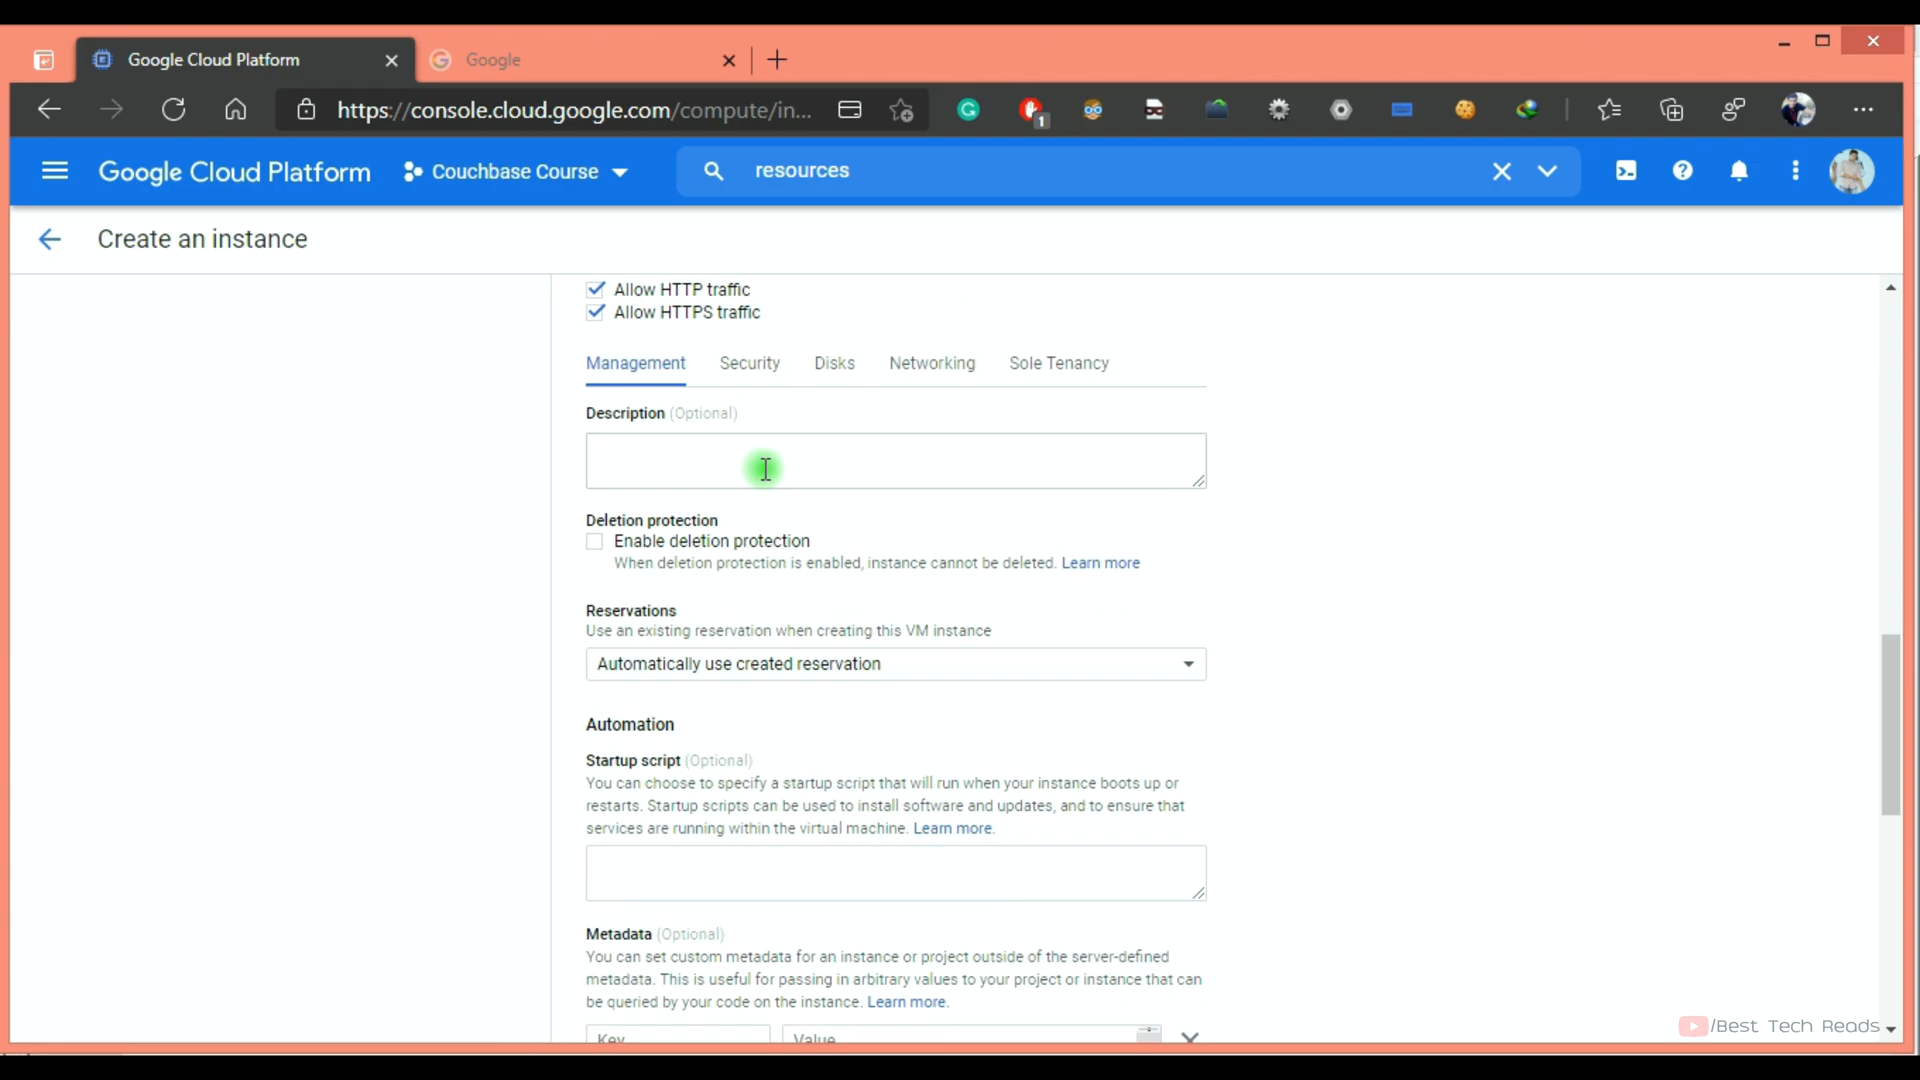 Google Cloud Platform
Google
https://console.cloud.google.com/compute/in...
1
Google Cloud Platform
Couchbase Course
resources
Create an instance
Allow HTTP traffic
Allow HTTPS traffic
Management
Security
Disks
Networking
Sole Tenancy
Description (Optional)
Deletion protection
Enable deletion protection
When deletion protection is enabled, instance cannot be deleted. Learn more
Reservations
Use an existing reservation when creating this VM instance
Automatically use created reservation
Automation
Startup script (Optional)
You can choose to specify a startup script that will run when your instance boots up or
restarts. Startup scripts can be used to install software and updates, and to ensure that
services are running within the virtual machine. Learn more.
Metadata (Optional)
You can set custom metadata for an instance or project outside of the server-defined
metadata. This is useful for passing in arbitrary values to your project or instance that can
be queried by your code on the instance. Learn more.
Key
Value
/Best Tech Reads